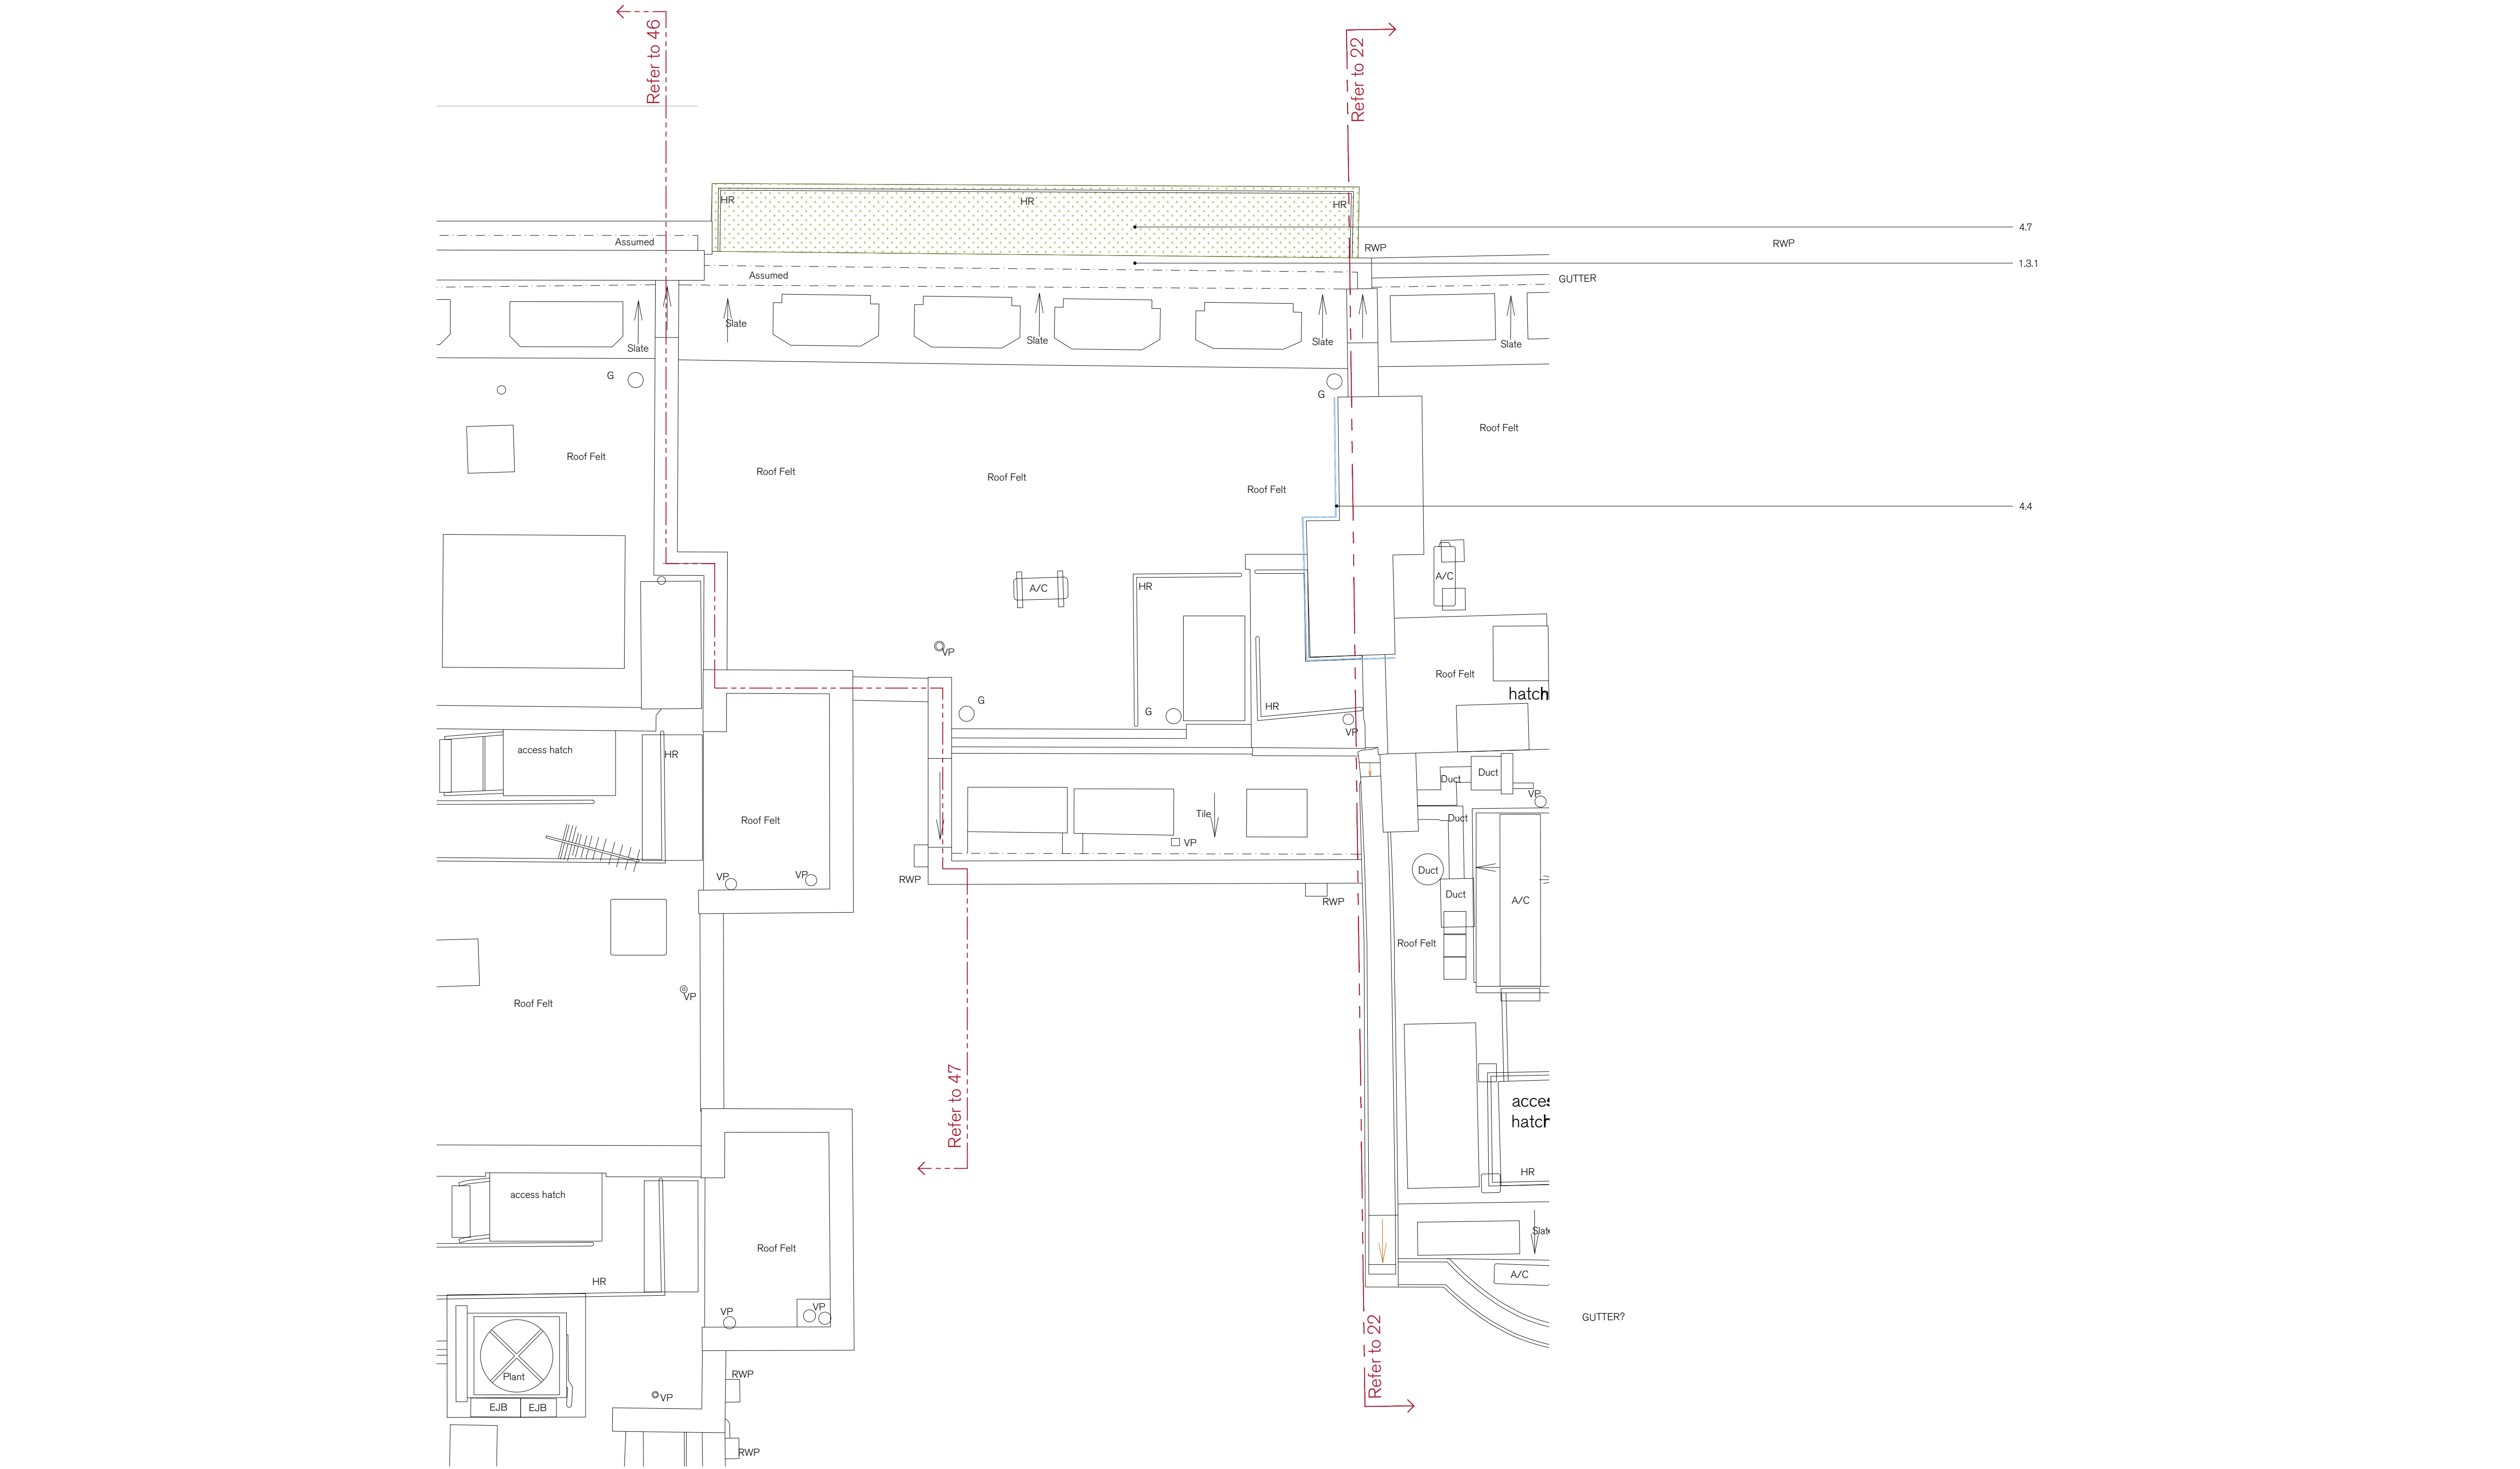 Refer to 46
Refer to 22
HR
HR
HR
4.7
Assumed
RWP
RWP
1.3.1
Assumed
GUTTER
Slate
Slate
Slate
Slate
Slate
G
G
Roof Felt
Roof Felt
Roof Felt
Roof Felt
Roof Felt
4.4
A/C
HR
A/C
VP
Roof Felt
hatch
G
G
HR
VP
access hatch
HR
Duct
Duct
VP
Tile
Duct
Roof Felt
VP
Duct
VP
VP
RWP
Duct
RWP
A/C
Roof Felt
VP
Roof Felt
Refer to 47
acces
hatch
HR
access hatch
Slate
Roof Felt
A/C
HR
VP
VP
GUTTER?
Refer to 22
Plant
RWP
VP
EJB
EJB
RWP